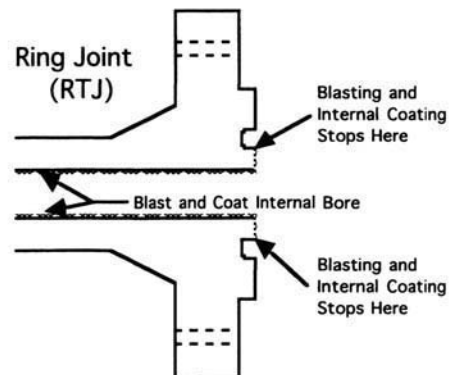 Ring Joint
(RTJ)
Blasting and
Internal Coating
Stops Here
Blast and Coat Internal Bore
Blasting and
Internal Coating
Stops Here